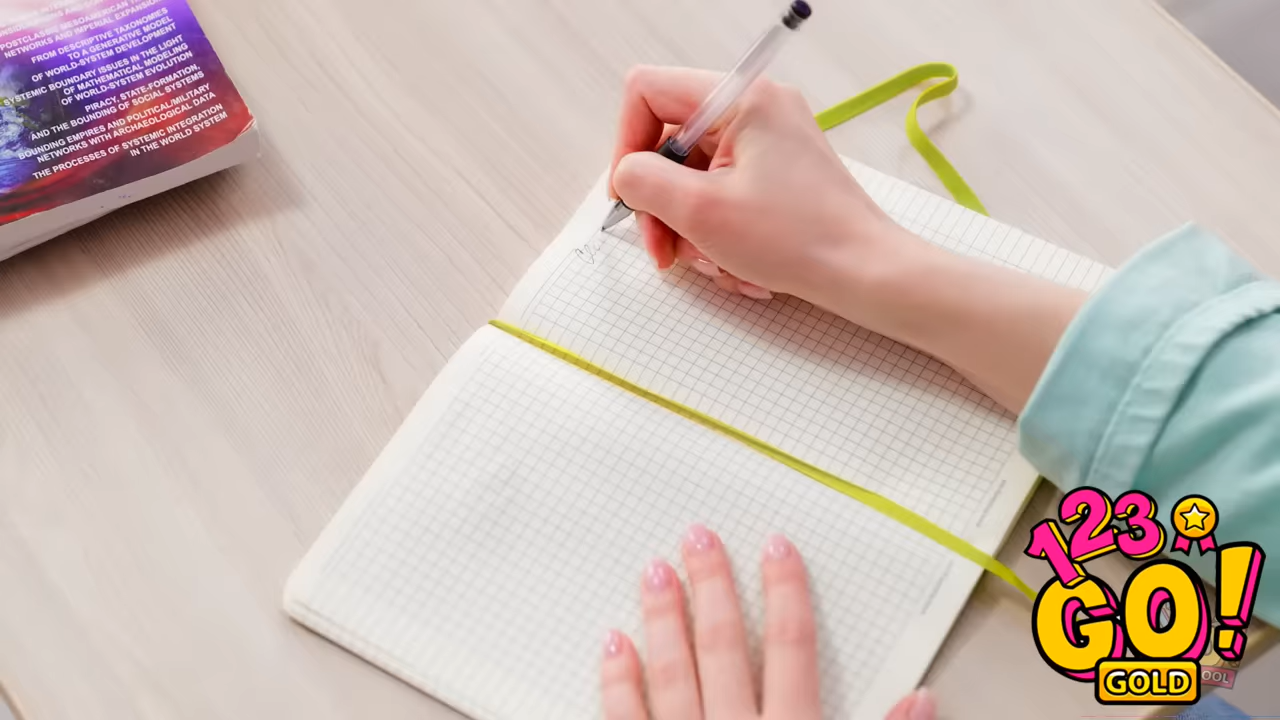 POSTCLASSIC MESOAMERICAN
NETWORKS AND IMPERIAL EXPANSION
FROM DESCRIPTIVE TAXONOMIES
TO A GENERATIVE MODEL
OF WORLD-SYSTEM DEVELOPMENT
SYSTEMIC BOUNDARY ISSUES IN THE LIGHT
OF MATHEMATICAL MODELING
OF WORLD-SYSTEM EVOLUTION
PIRACY, STATE-FORMATION,
AND THE BOUNDING OF SOCIAL SYSTEMS
BOUNDING EMPIRES AND POLITICAL/MILITARY
NETWORKS WITH ARCHAEOLOGICAL DATA
THE PROCESSES OF SYSTEMIC INTEGRATION
IN THE WORLD SYSTEM
123
GO!
GOLD